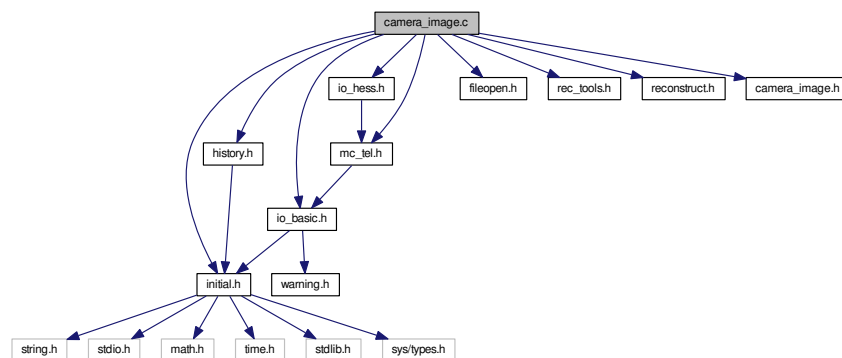 camera_image.c
io_hess.h
fileopen.h
rec_tools.h
reconstruct.h
camera_image.h
history.h
mc_tel.h
io_basic.h
initial.h
warning.h
string.h
stdio.h
math.h
time.h
stdlib.h
sys/types.h